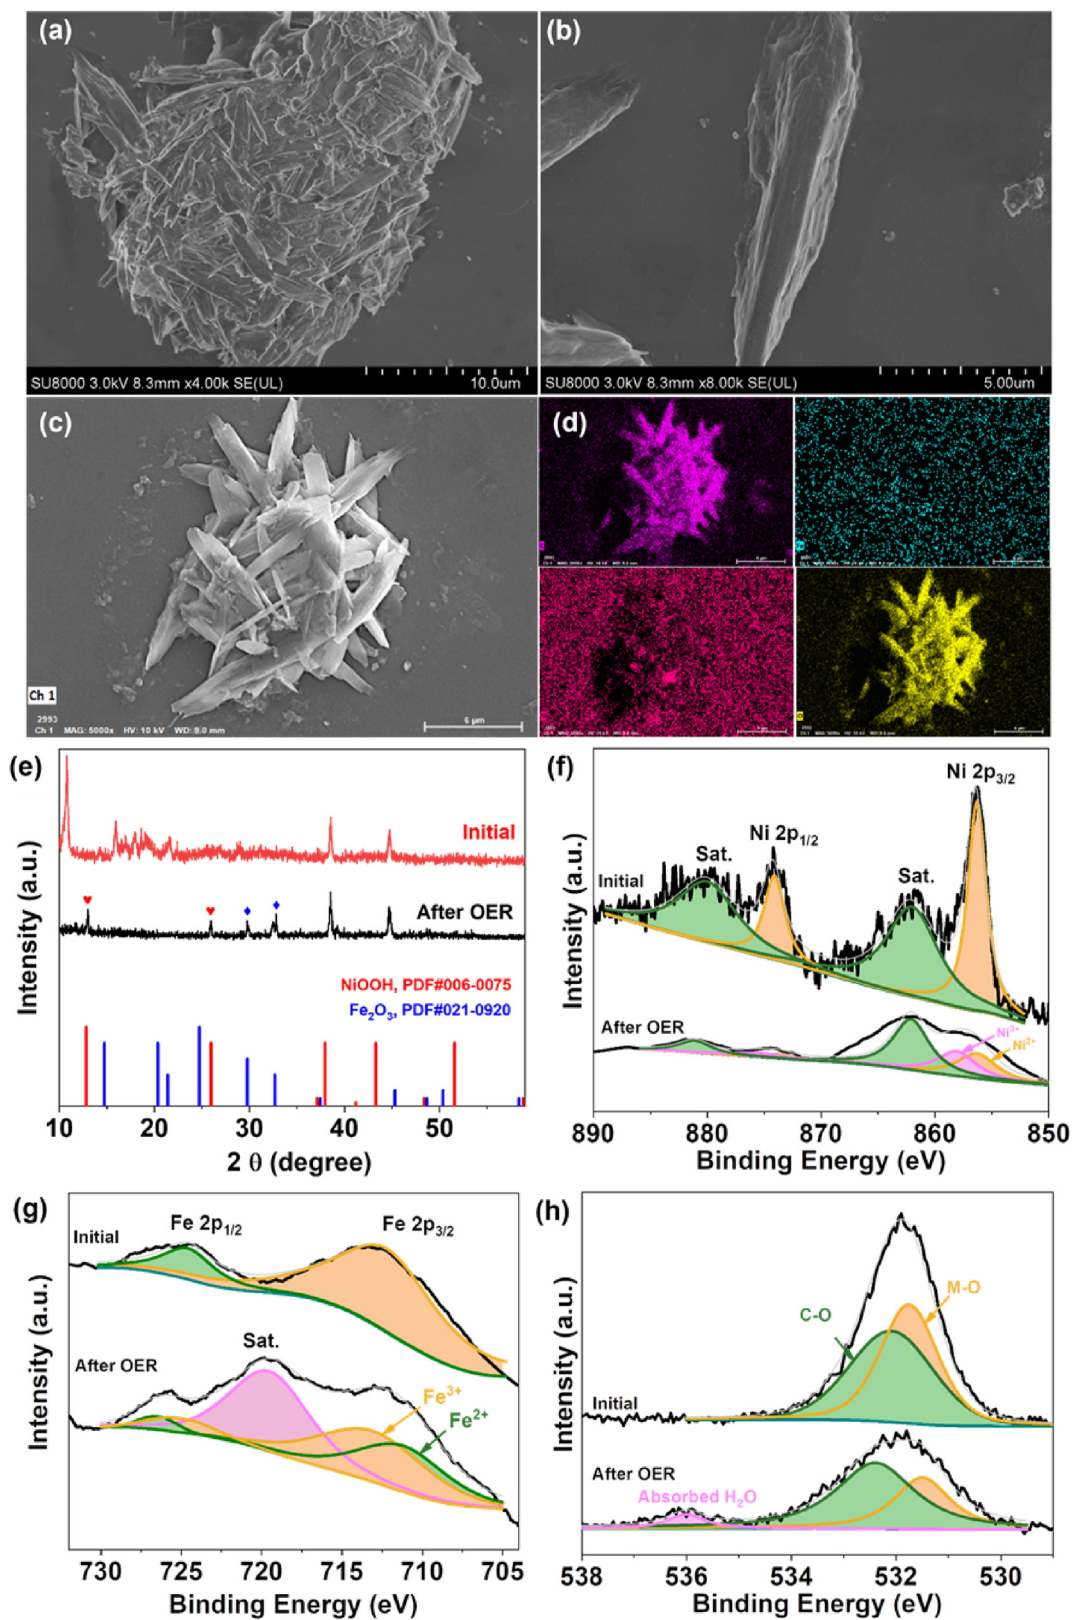 (a)
SU8000 3.0kV 8.3mm x4.00k SE(UL) 10.0um
(b)
SU8000 3.0kV 8.3mm x8.00k SE(UL) 5.00um
(c)
Ch 1
2993
Ch 1 MAG: 5000x HV: 10 kV WD: 9.0 mm
6 μm
(d)
(e)
Intensity (a.u.)
Initial
After OER
NiOOH, PDF#006-0075
Fe2O3, PDF#021-0920
10 20 30 40 50
2 θ (degree)
(f)
Intensity (a.u.)
Ni 2p3/2
Ni 2p1/2
Sat.
Sat.
Initial
After OER
Ni3+
Ni2+
890 880 870 860 850
Binding Energy (eV)
(g)
Intensity (a.u.)
Fe 2p1/2
Fe 2p3/2
Initial
Sat.
After OER
Fe3+
Fe2+
730 725 720 715 710 705
Binding Energy (eV)
(h)
Intensity (a.u.)
M-O
C-O
Initial
After OER
Absorbed H2O
538 536 534 532 530
Binding Energy (eV)